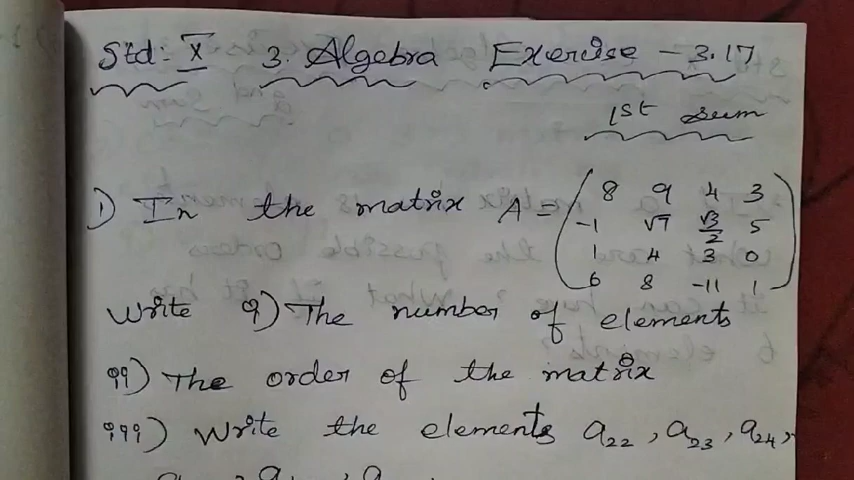 Std: X 3. Algebra Exercise - 3.17
1st sum
1) In the matrix A = ( 8 9 4 3
-1 √7 √3/2 5
1 4 3 0
6 8 -11 1 )
Write i) The number of elements
ii) The order of the matrix
iii) Write the elements a22, a23, a24,